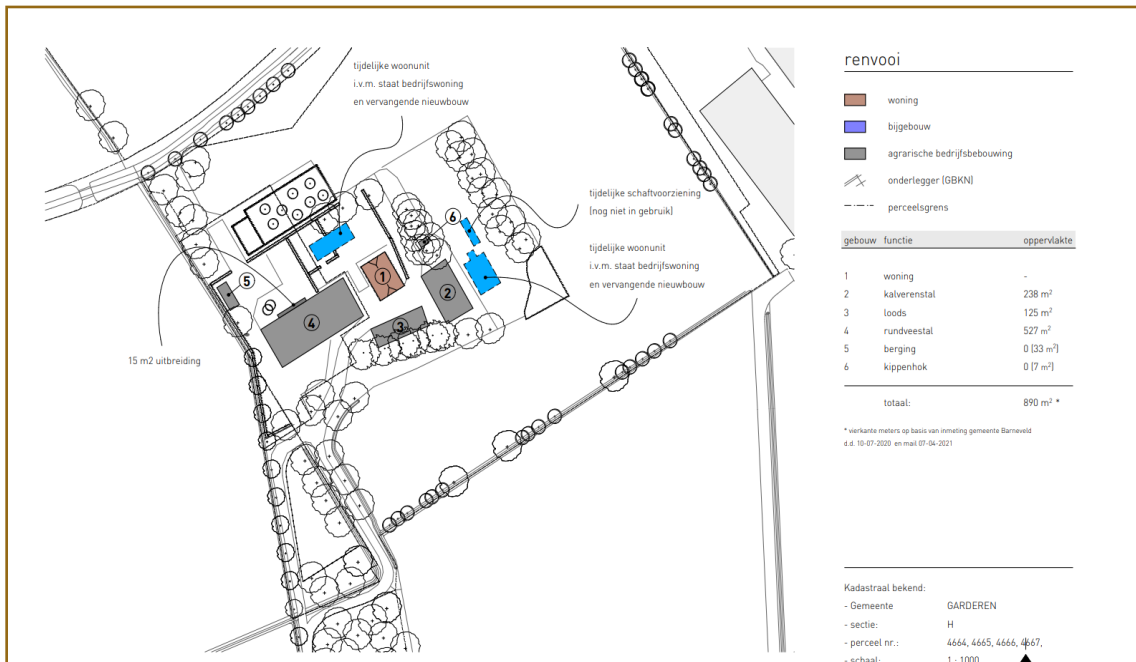 tijdelijke woonunit
i.v.m. staat bedrijfswoning
en vervangende nieuwbouw
tijdelijke schaftvoorziening
(nog niet in gebruik)
tijdelijke woonunit
i.v.m. staat bedrijfswoning
en vervangende nieuwbouw
15 m2 uitbreiding
1
2
3
4
5
6
renvooi
woning
bijgebouw
agrarische bedrijfsbebouwing
onderlegger (GBKN)
perceelsgrens
gebouw functie oppervlakte
1 woning -
2 kalverenstal 238 m²
3 loods 125 m²
4 rundveestal 527 m²
5 berging 0 (33 m²)
6 kippenhok 0 (7 m²)
totaal: 890 m² *
* vierkante meters op basis van inmeting gemeente Barneveld
d.d. 10-07-2020 en mail 07-04-2021
Kadastraal bekend:
- Gemeente GARDEREN
- sectie: H
- perceel nr.: 4664, 4665, 4666, 4667,
- schaal: 1 : 1000